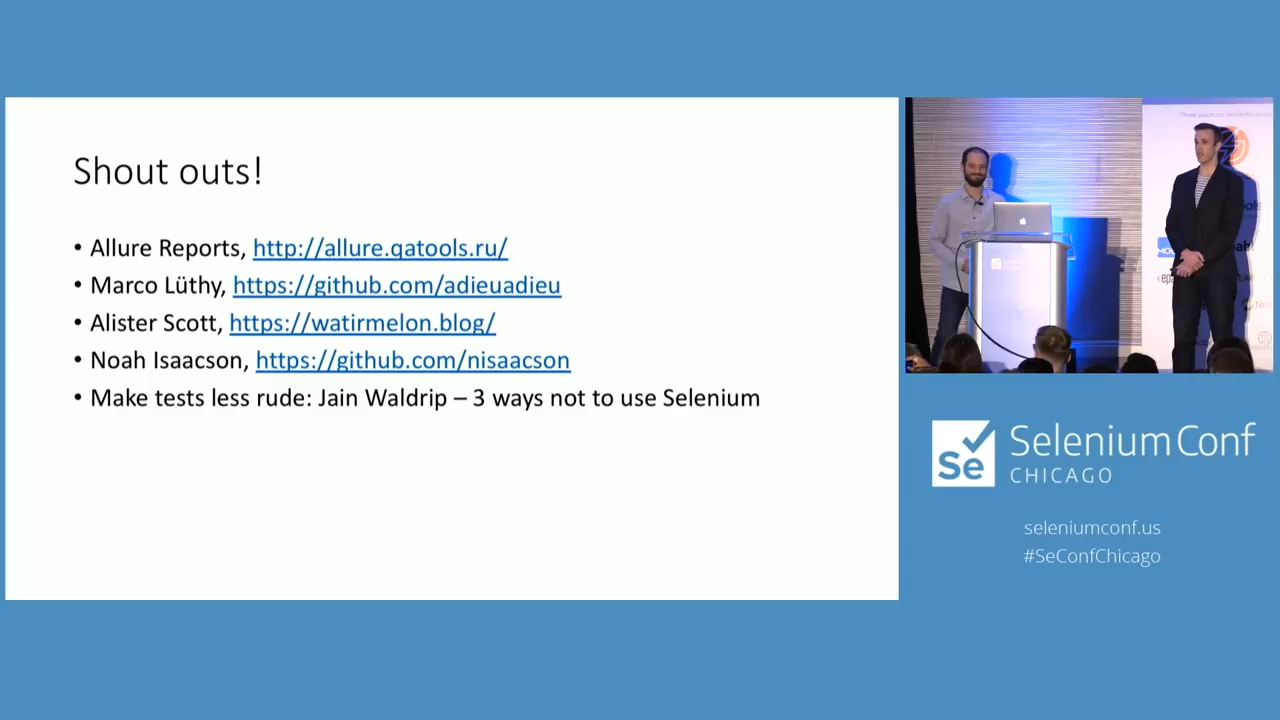 Shout outs!
• Allure Reports, http://allure.qatools.ru/
• Marco Lüthy, https://github.com/adieuadieu
• Alister Scott, https://watirmelon.blog/
• Noah Isaacson, https://github.com/nisaacson
• Make tests less rude: Jain Waldrip – 3 ways not to use Selenium
Se
SeleniumConf
CHICAGO
seleniumconf.us
#SeConfChicago